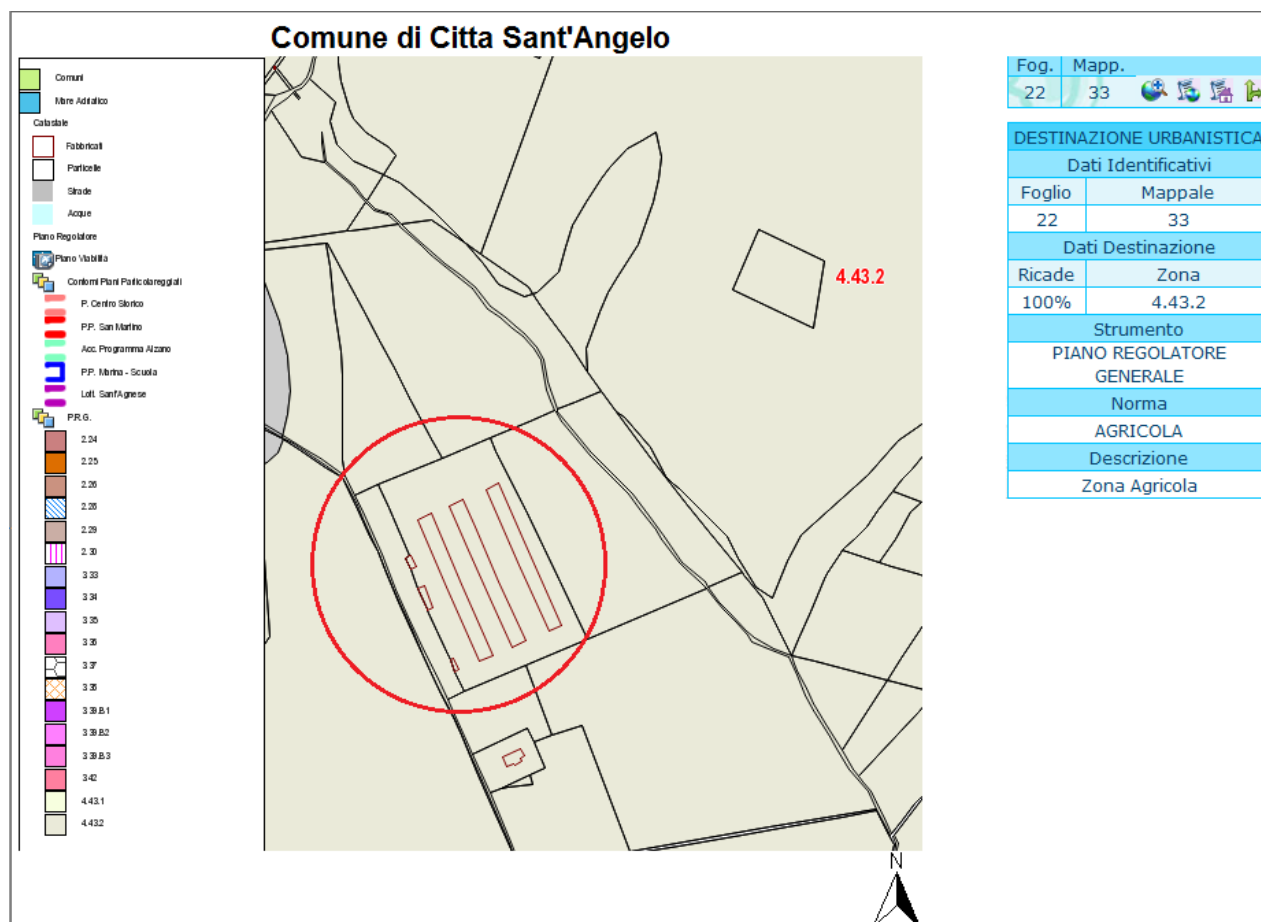 Comune di Citta Sant'Angelo
Comuni
Mare Adriatico
Catastale
Fabbricati
Particelle
Strade
Acque
Piano Regolatore
Piano Viabilità
Contorni Piani Particolareggiati
P. Centro Storico
P.P. San Martino
Acc. Programma Alzano
P.P. Marina - Scuola
Lott. Sant'Agnese
P.R.G.
2.24
2.25
2.26
2.28
2.29
2.30
3.33
3.34
3.35
3.36
3.37
3.38
3.39.B1
3.39.B2
3.39.B3
3.42
4.43.1
4.43.2
4.43.2
N
Fog. Mapp.
22 33
DESTINAZIONE URBANISTICA
Dati Identificativi
Foglio Mappale
22 33
Dati Destinazione
Ricade Zona
100% 4.43.2
Strumento
PIANO REGOLATORE
GENERALE
Norma
AGRICOLA
Descrizione
Zona Agricola